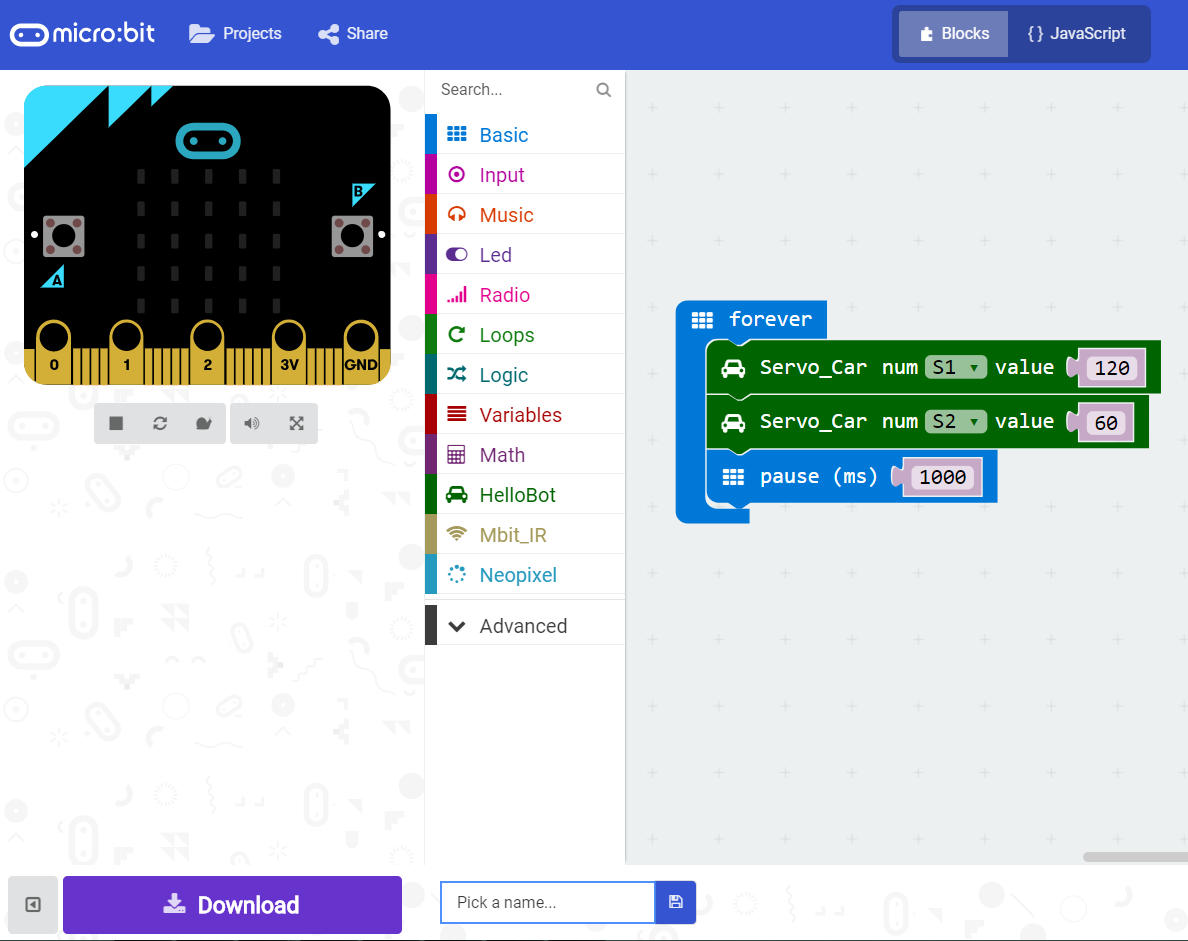 micro:bit Projects Share Blocks { } JavaScript
Search...
Basic
Input
Music
Led
Radio
Loops
Logic
Variables
Math
HelloBot
Mbit_IR
Neopixel
Advanced
B
A
0 1 2 3V GND
forever
Servo_Car num S1 value 120
Servo_Car num S2 value 60
pause (ms) 1000
Download
Pick a name...